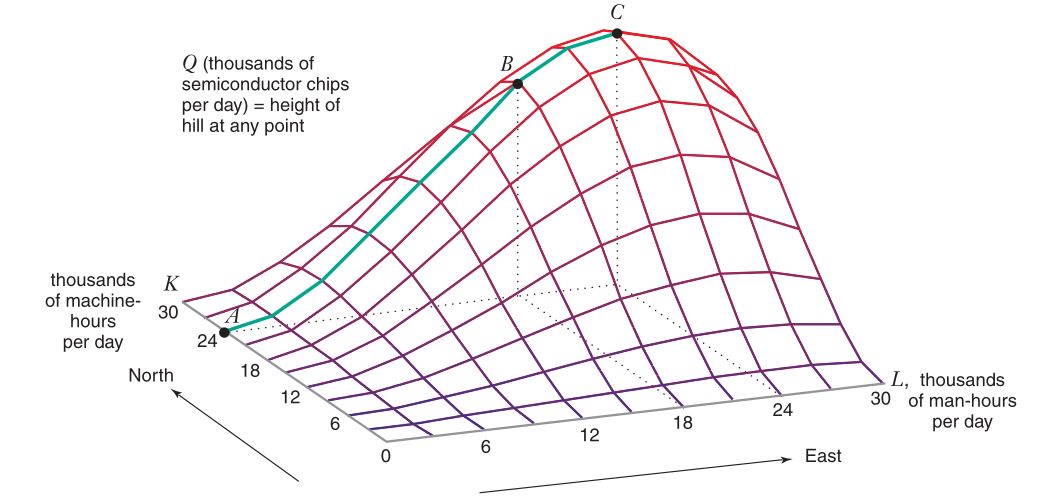 C
B
Q (thousands of
semiconductor chips
per day) = height of
hill at any point
thousands
of machine-
hours
per day
K
30
A
24
18
12
6
0
North
6
12
18
24
30
L, thousands
of man-hours
per day
East